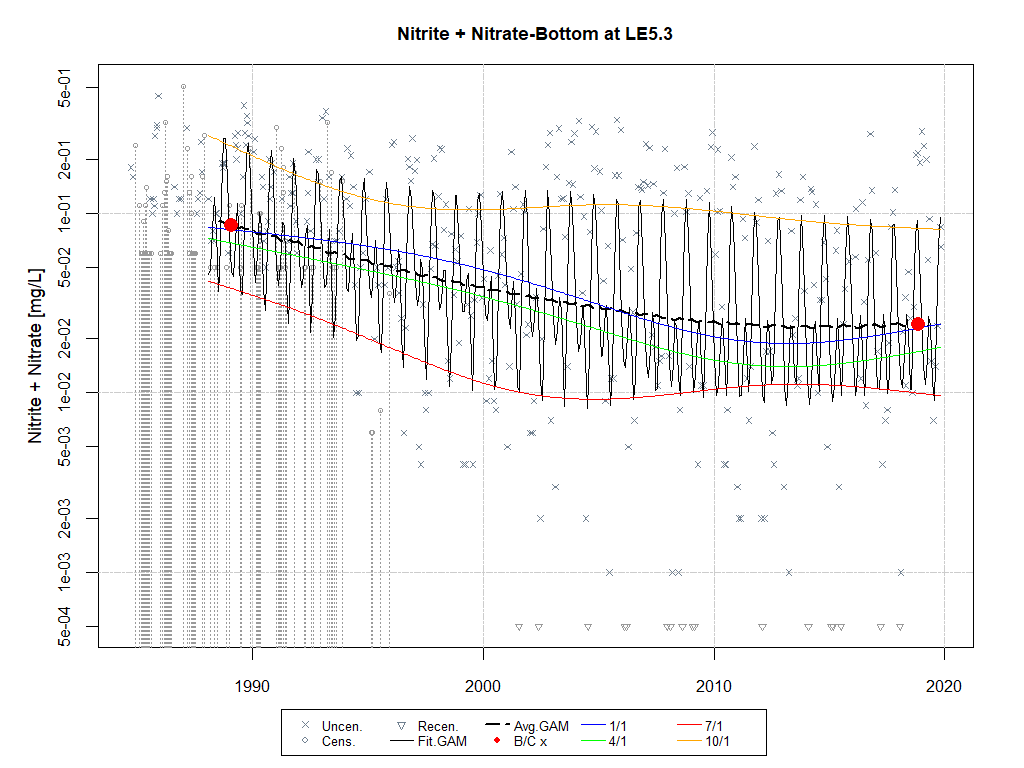 Nitrite + Nitrate-Bottom at LE5.3
Nitrite + Nitrate [mg/L]
5e-01
2e-01
1e-01
5e-02
2e-02
1e-02
5e-03
2e-03
1e-03
5e-04
1990
2000
2010
2020
Uncen.
Recen.
Avg.GAM
1/1
7/1
Cens.
Fit.GAM
B/C x
4/1
10/1